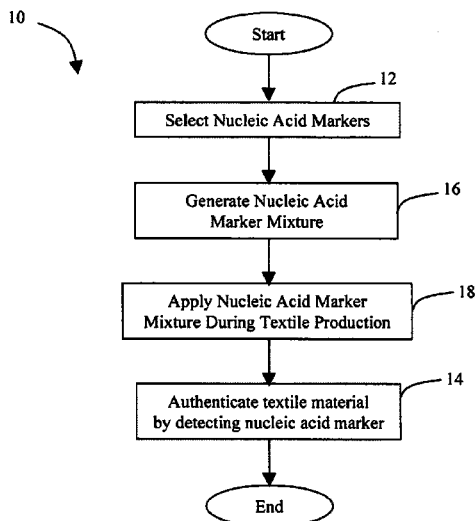 10
Start
12
Select Nucleic Acid Markers
Generate Nucleic Acid
Marker Mixture
16
Apply Nucleic Acid Marker
Mixture During Textile Production
18
14
Authenticate textile material
by detecting nucleic acid marker
End